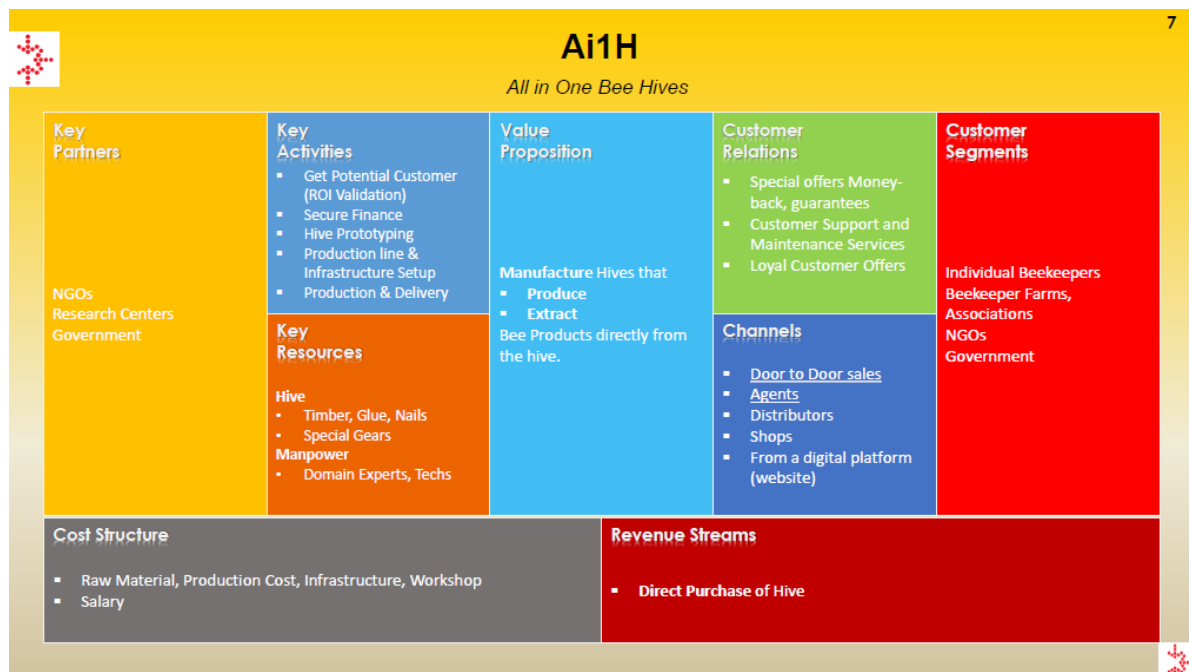 7
Ai1H
All in One Bee Hives
Key
Partners
NGOs
Research Centers
Government
Key
Activities
▪ Get Potential Customer
(ROI Validation)
▪ Secure Finance
▪ Hive Prototyping
▪ Production line &
Infrastructure Setup
▪ Production & Delivery
Key
Resources
Hive
• Timber, Glue, Nails
• Special Gears
Manpower
• Domain Experts, Techs
Value
Proposition
Manufacture Hives that
▪ Produce
▪ Extract
Bee Products directly from
the hive.
Customer
Relations
▪ Special offers Money-
back, guarantees
▪ Customer Support and
Maintenance Services
▪ Loyal Customer Offers
Channels
▪ Door to Door sales
▪ Agents
▪ Distributors
▪ Shops
▪ From a digital platform
(website)
Customer
Segments
Individual Beekeepers
Beekeeper Farms,
Associations
NGOs
Government
Cost Structure
▪ Raw Material, Production Cost, Infrastructure, Workshop
▪ Salary
Revenue Streams
▪ Direct Purchase of Hive